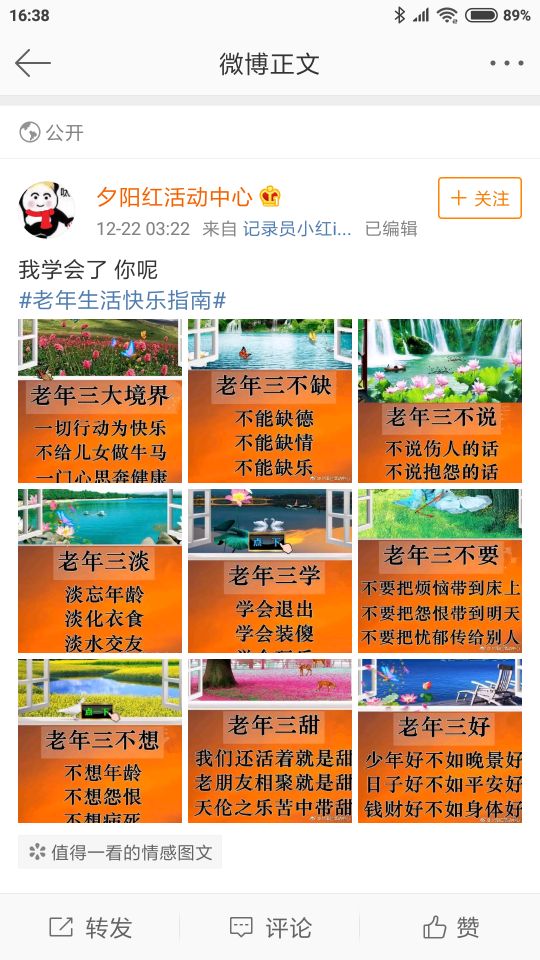 16:38
89%
微博正文
公开
夕阳红活动中心
+ 关注
12-22 03:22 来自 记录员小红i... 已编辑
我学会了 你呢
#老年生活快乐指南#
老年三大境界
一切行动为快乐
不给儿女做牛马
一门心思奔健康
老年三不缺
不能缺德
不能缺情
不能缺乐
老年三不说
不说伤人的话
不说抱怨的话
老年三淡
淡忘年龄
淡化衣食
淡水交友
点一下
老年三学
学会退出
学会装傻
老年三不要
不要把烦恼带到床上
不要把怨恨带到明天
不要把忧郁传给别人
点一下
老年三不想
不想年龄
不想怨恨
不想病死
老年三甜
我们还活着就是甜
老朋友相聚就是甜
天伦之乐苦中带甜
老年三好
少年好不如晚景好
日子好不如平安好
钱财好不如身体好
值得一看的情感图文
转发
评论
赞